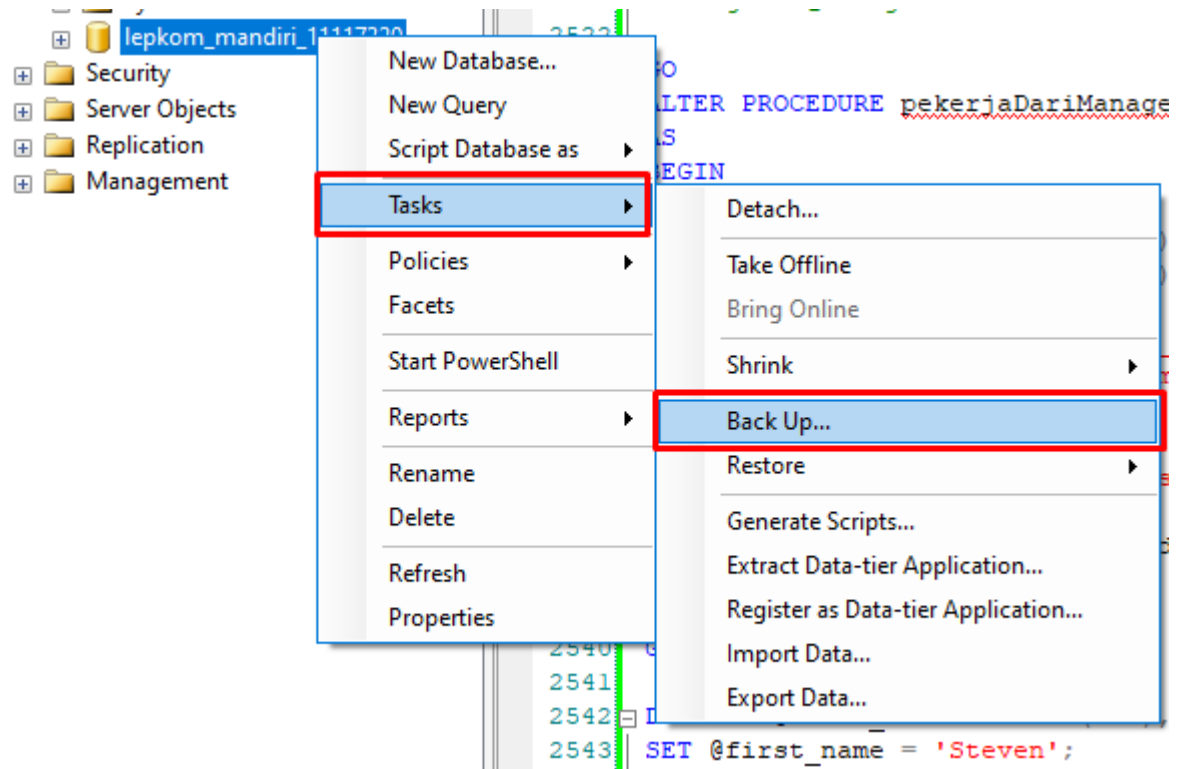 lepkom_mandiri_11117220
Security
Server Objects
Replication
Management
New Database...
New Query
Script Database as
Tasks
Policies
Facets
Start PowerShell
Reports
Rename
Delete
Refresh
Properties
Detach...
Take Offline
Bring Online
Shrink
Back Up...
Restore
Generate Scripts...
Extract Data-tier Application...
Register as Data-tier Application...
Import Data...
Export Data...
ALTER PROCEDURE pekerjaDariManage
BEGIN
2540
2541
2542
2543 SET @first_name = 'Steven';